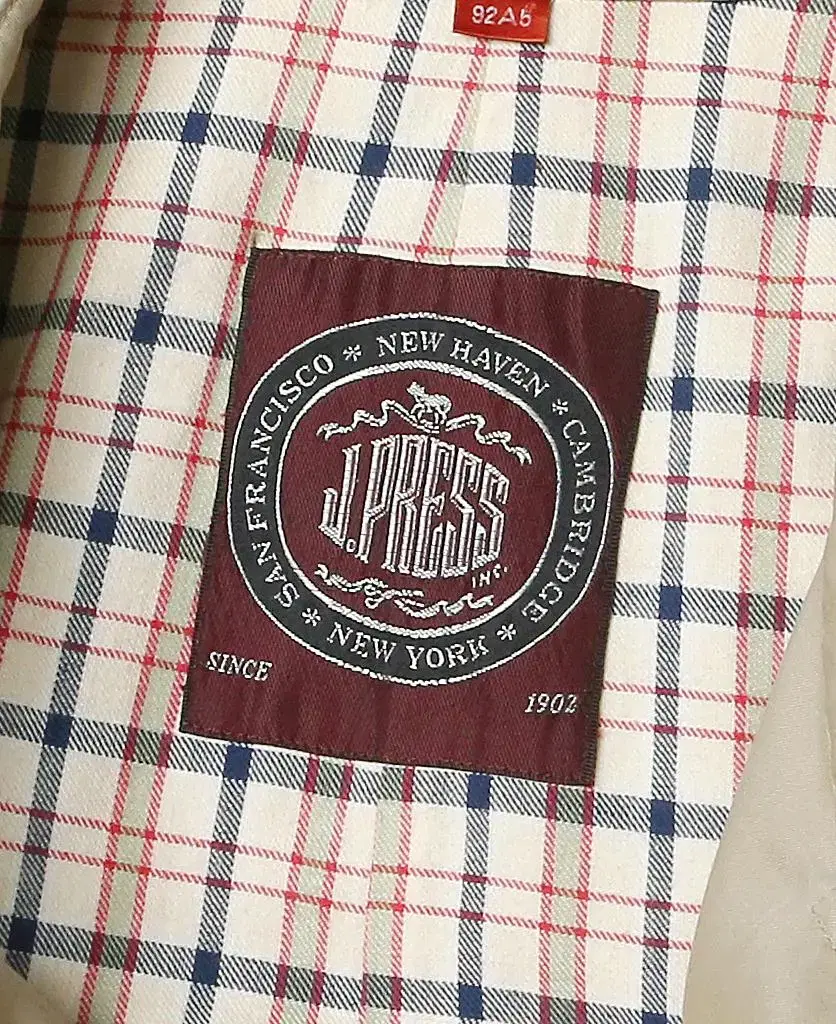 92A5
SAN FRANCISCO * NEW HAVEN * CAMBRIDGE * NEW YORK *
J.PRESS
INC.
SINCE
1902